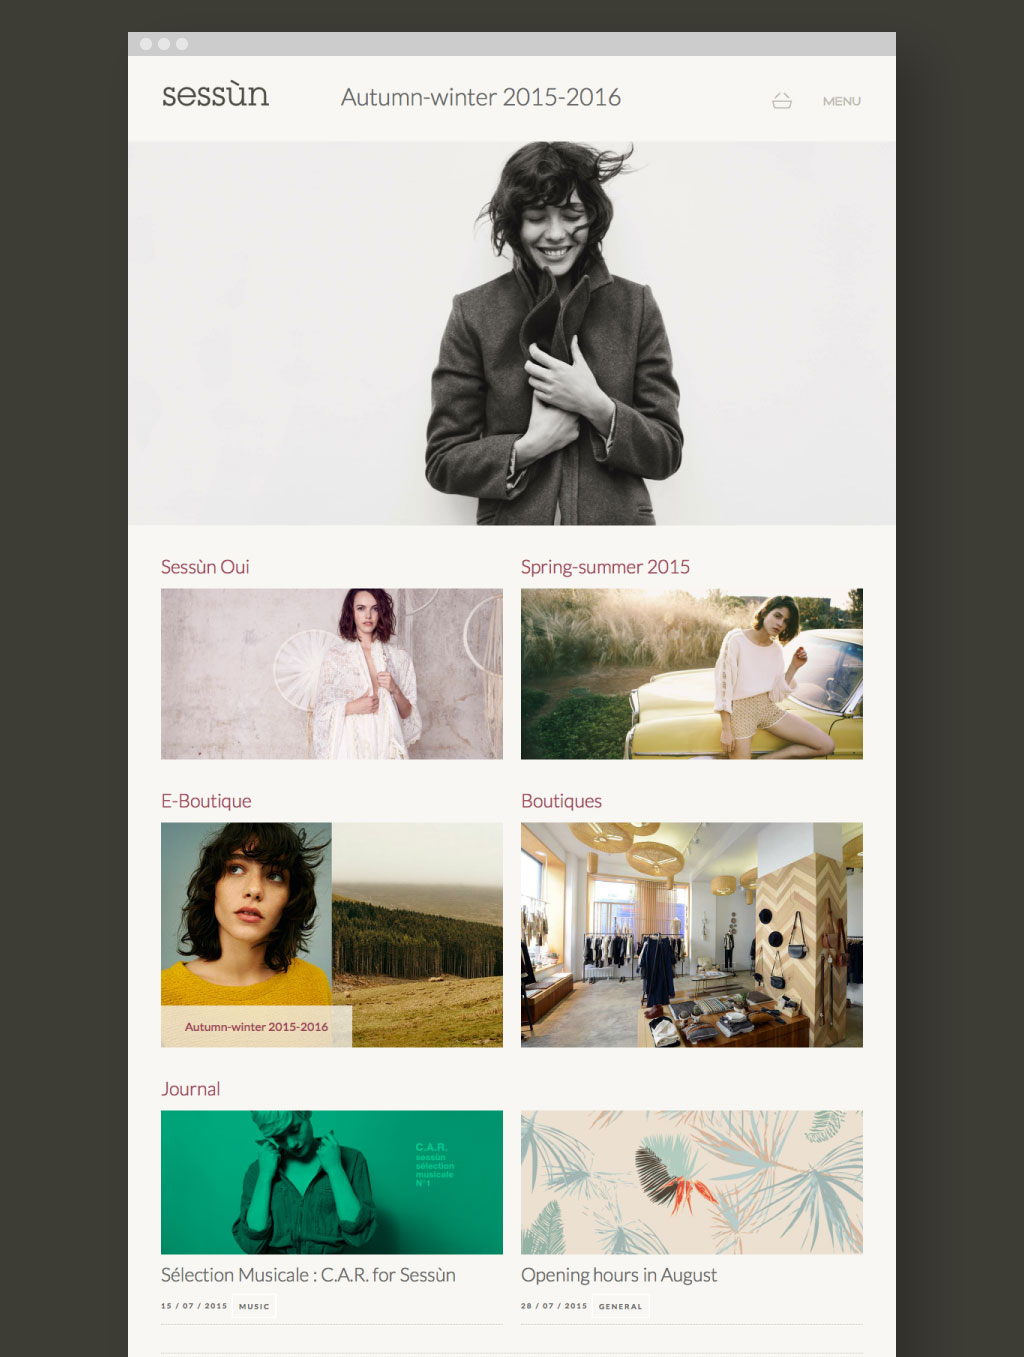 sessùn
Autumn-winter 2015-2016
MENU
Sessùn Oui
Spring-summer 2015
E-Boutique
Boutiques
Autumn-winter 2015-2016
Journal
C.A.R.
sessùn
sélection
musicale
N°1
Sélection Musicale : C.A.R. for Sessùn
Opening hours in August
15 / 07 / 2015 MUSIC
28 / 07 / 2015 GENERAL